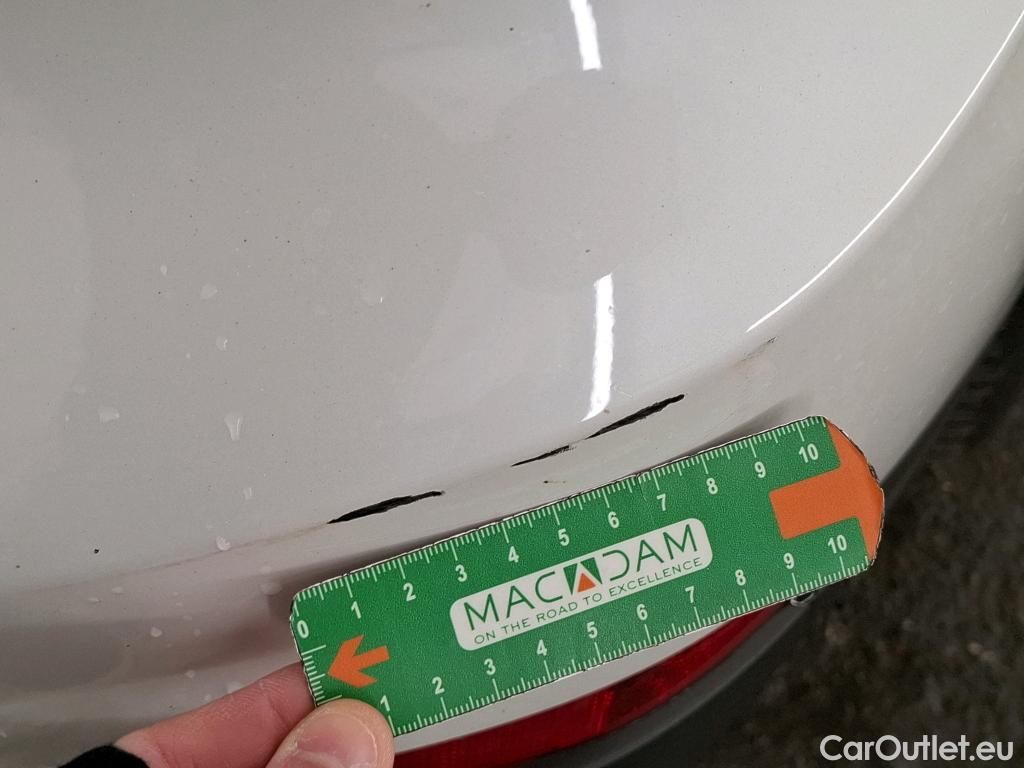 0 1 2 3 4 5 6 7 8 9 10
MACADAM
ON THE ROAD TO EXCELLENCE
1 2 3 4 5 6 7 8 9 10
CarOutlet.eu